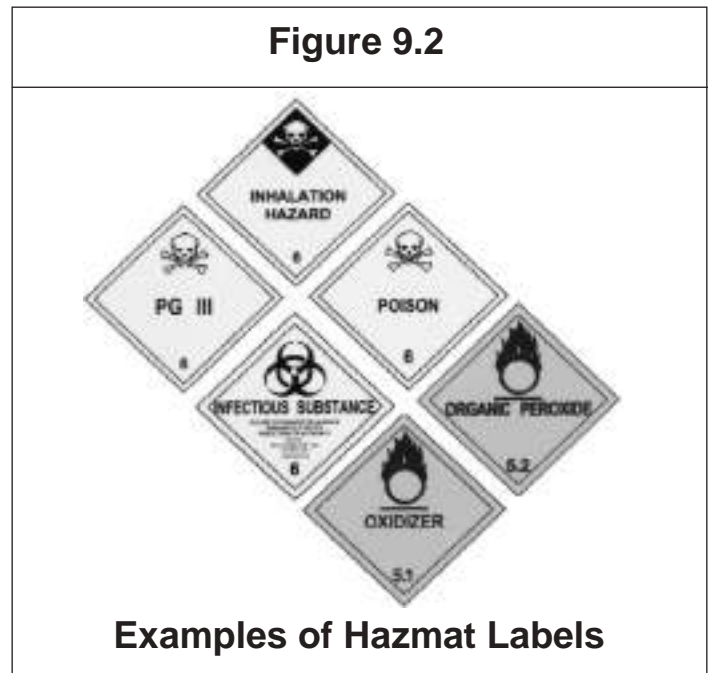 Figure 9.2
INHALATION
HAZARD
6
PG III
6
POISON
6
INFECTIOUS SUBSTANCE
6
ORGANIC PEROXIDE
5.2
OXIDIZER
5.1
Examples of Hazmat Labels